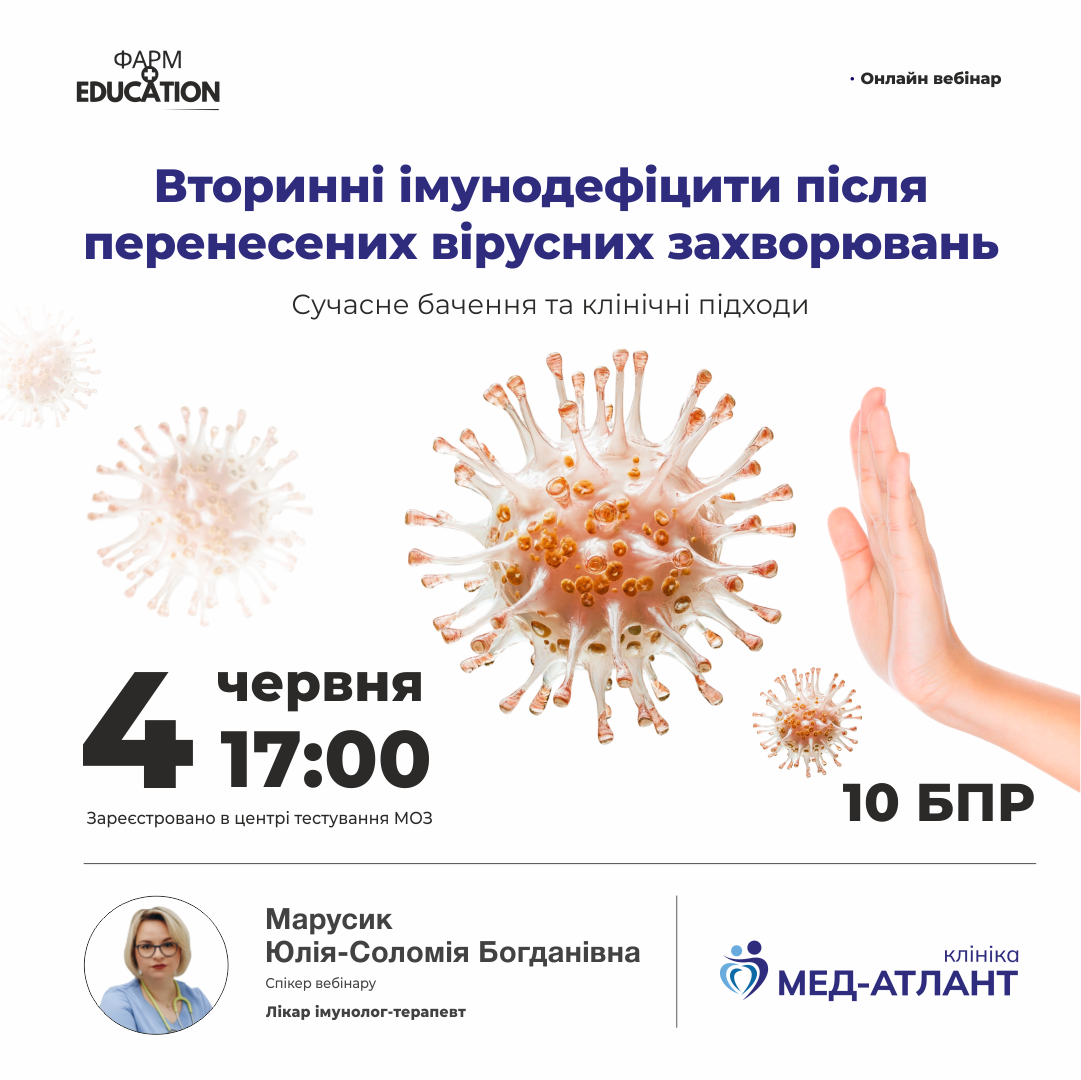 ФАРМ
EDUCATION
• Онлайн вебінар
Вторинні імунодефіцити після
перенесених вірусних захворювань
Сучасне бачення та клінічні підходи
4 червня
17:00
Зареєстровано в центрі тестування МОЗ
10 БПР
Марусик
Юлія-Соломія Богданівна
Спікер вебінару
Лікар імунолог-терапевт
клініка
МЕД-АТЛАНТ